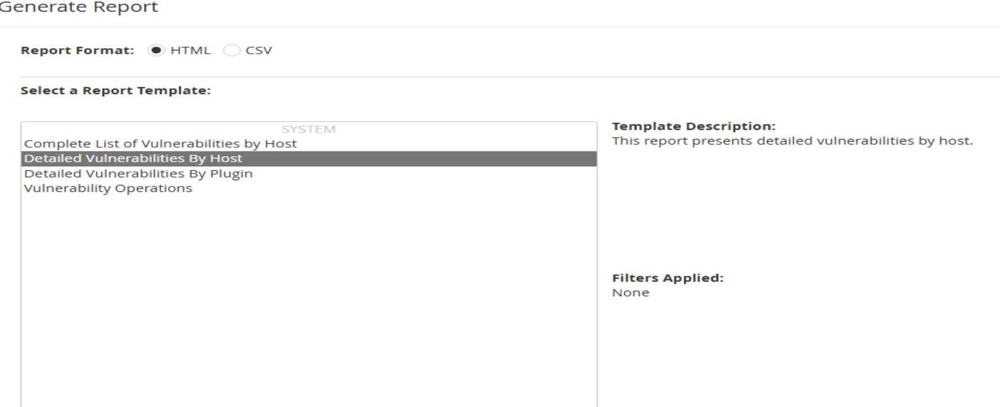 Generate Report
Report Format: HTML CSV
Select a Report Template:
SYSTEM
Complete List of Vulnerabilities by Host
Detailed Vulnerabilities By Host
Detailed Vulnerabilities By Plugin
Vulnerability Operations
Template Description:
This report presents detailed vulnerabilities by host.
Filters Applied:
None